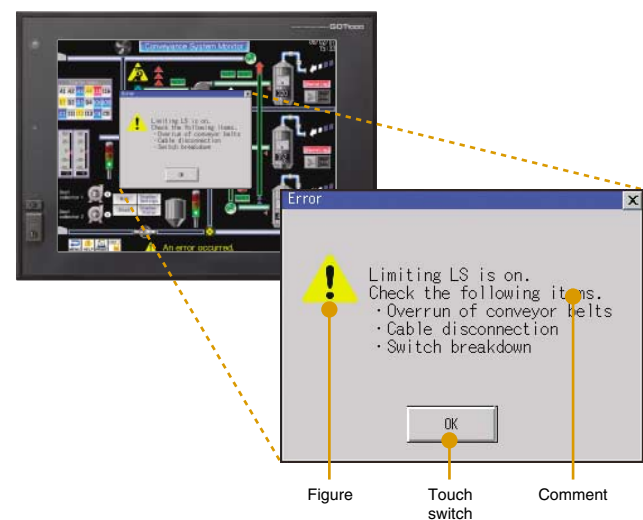 GOT1000
Conveyance System Monitor
Error
Limiting LS is on.
Check the following items.
・Overrun of conveyor belts
・Cable disconnection
・Switch breakdown
OK
An error occurred.
Error
X
Limiting LS is on.
Check the following items.
・Overrun of conveyor belts
・Cable disconnection
・Switch breakdown
OK
Figure
Touch
switch
Comment